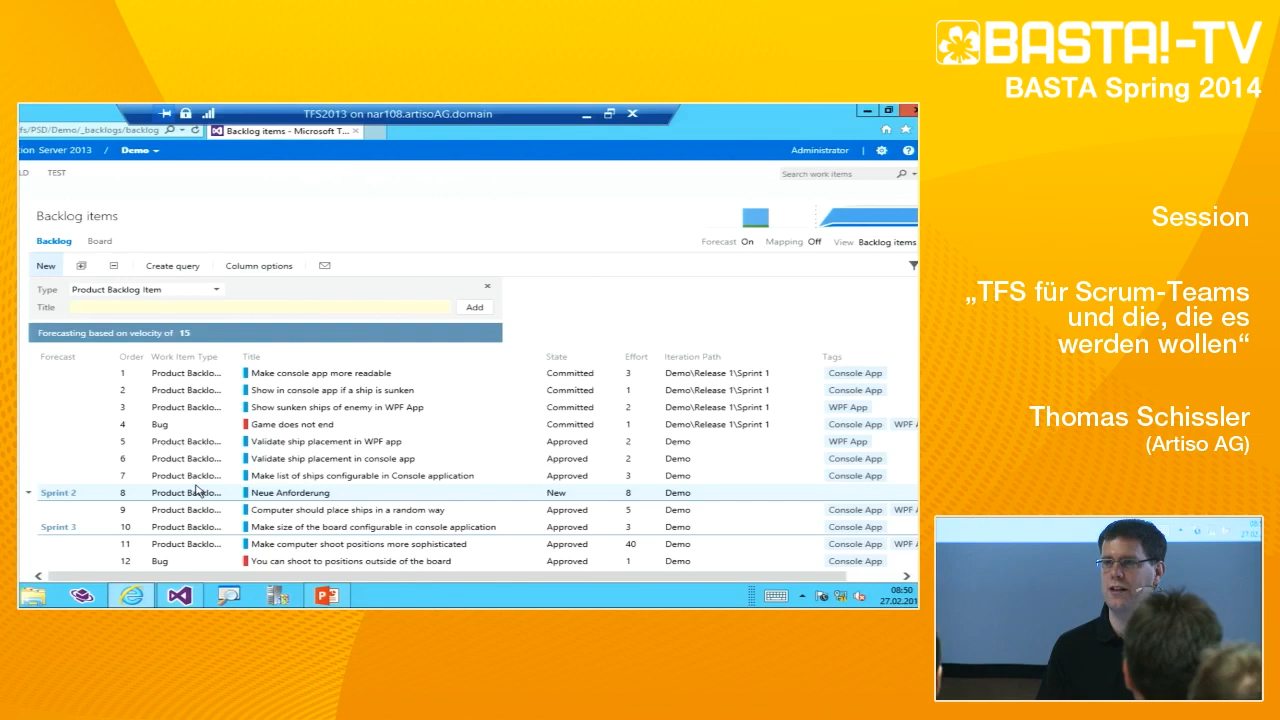 BASTA!-TV
BASTA Spring 2014
TFS2013 on nar108.artisoAG.domain
fs/PSD/Demo/_backlogs/backlog
Backlog items - Microsoft T...
tion Server 2013 / Demo
Administrator
LD TEST
Search work items
Backlog items
Backlog Board
Forecast On Mapping Off View Backlog items
New Create query Column options
Type Product Backlog Item
Title Add
Forecasting based on velocity of 15
Forecast Order Work Item Type Title State Effort Iteration Path Tags
1 Product Backlo... Make console app more readable Committed 3 Demo\Release 1\Sprint 1 Console App
2 Product Backlo... Show in console app if a ship is sunken Committed 1 Demo\Release 1\Sprint 1 Console App
3 Product Backlo... Show sunken ships of enemy in WPF App Committed 2 Demo\Release 1\Sprint 1 WPF App
4 Bug Game does not end Committed 1 Demo\Release 1\Sprint 1 Console App WPF A
5 Product Backlo... Validate ship placement in WPF app Approved 2 Demo WPF App
6 Product Backlo... Validate ship placement in console app Approved 2 Demo Console App
7 Product Backlo... Make list of ships configurable in Console application Approved 3 Demo Console App
Sprint 2 8 Product Backlo... Neue Anforderung New 8 Demo
9 Product Backlo... Computer should place ships in a random way Approved 5 Demo Console App WPF A
Sprint 3 10 Product Backlo... Make size of the board configurable in console application Approved 3 Demo Console App
11 Product Backlo... Make computer shoot positions more sophisticated Approved 40 Demo Console App WPF A
12 Bug You can shoot to positions outside of the board Approved 1 Demo Console App
08:50
27.02.201
Session
„TFS für Scrum-Teams
und die, die es
werden wollen“
Thomas Schissler
(Artiso AG)